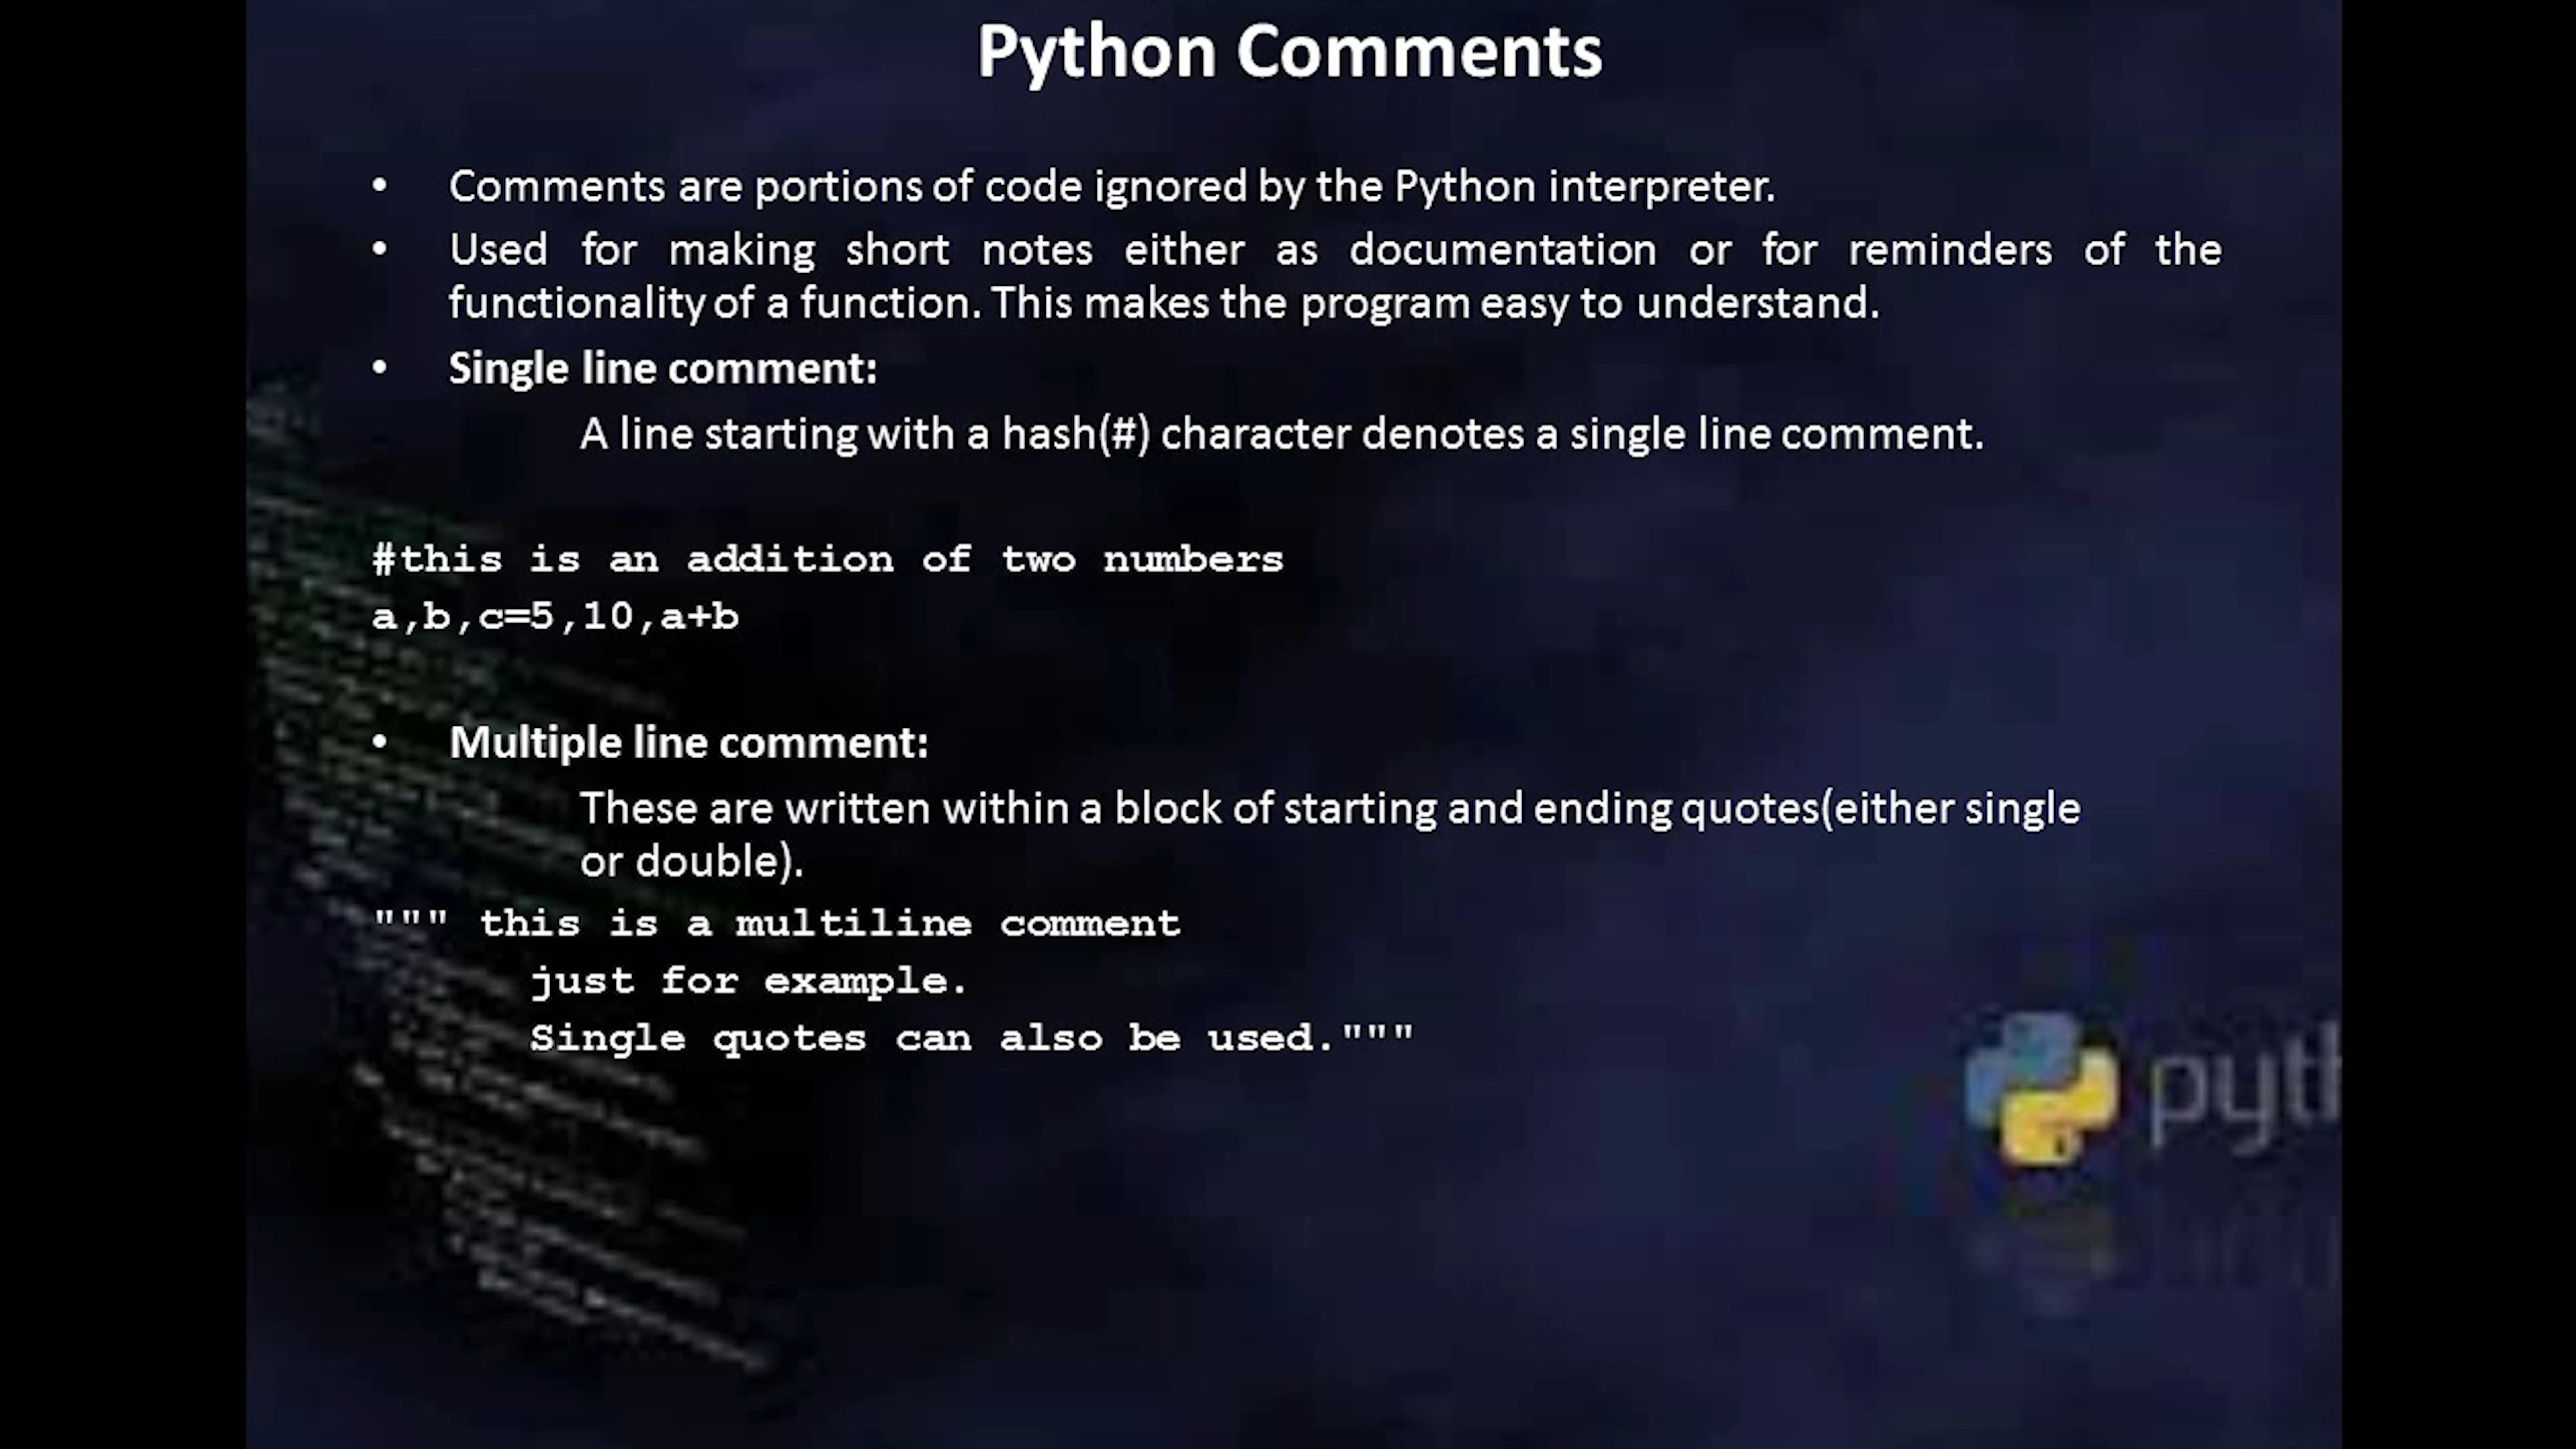 Python Comments
• Comments are portions of code ignored by the Python interpreter.
• Used for making short notes either as documentation or for reminders of the
functionality of a function. This makes the program easy to understand.
• Single line comment:
A line starting with a hash(#) character denotes a single line comment.
#this is an addition of two numbers
a,b,c=5,10,a+b
• Multiple line comment:
These are written within a block of starting and ending quotes(either single
or double).
""" this is a multiline comment
just for example.
Single quotes can also be used."""
pyth